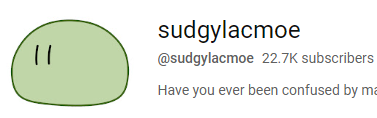 sudgylacmoe
@sudgylacmoe 22.7K subscribers
Have you ever been confused by ma